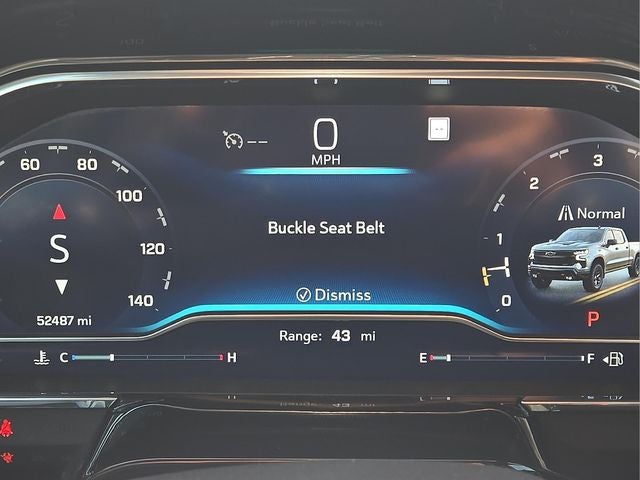 0
--
MPH
60 80
100
120
140
S
52487 mi
Buckle Seat Belt
Dismiss
Range: 43 mi
C H
E F
3
2
1
0
Normal
P